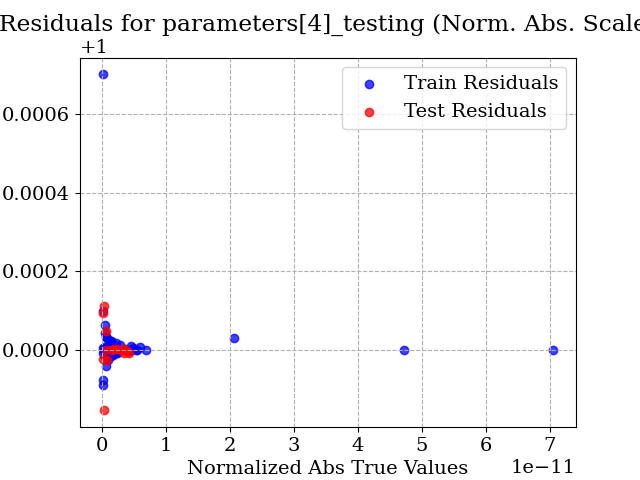 Residuals for parameters[4]_testing (Norm. Abs. Scale
+1
Train Residuals
Test Residuals
0.0006
0.0004
0.0002
0.0000
0 1 2 3 4 5 6 7
1e−11
Normalized Abs True Values